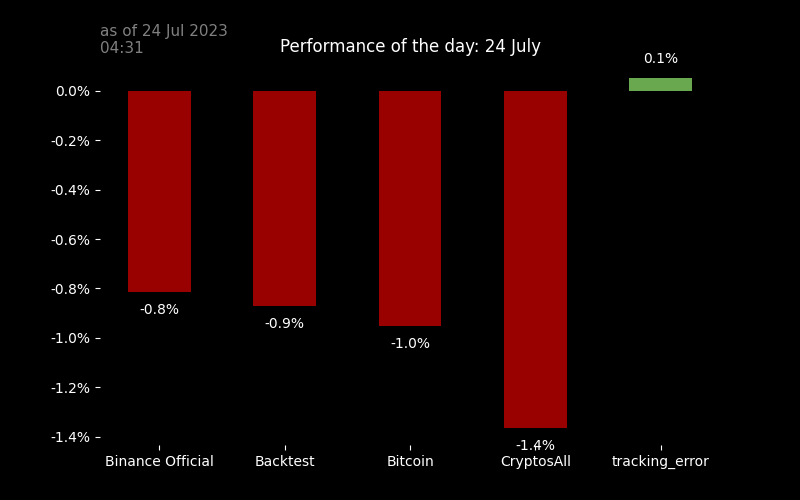 as of 24 Jul 2023
04:31
Performance of the day: 24 July
0.1%
0.0%
-0.2%
-0.4%
-0.6%
-0.8%
-1.0%
-1.2%
-1.4%
-0.8%
-0.9%
-1.0%
-1.4%
Binance Official
Backtest
Bitcoin
CryptosAll
tracking_error